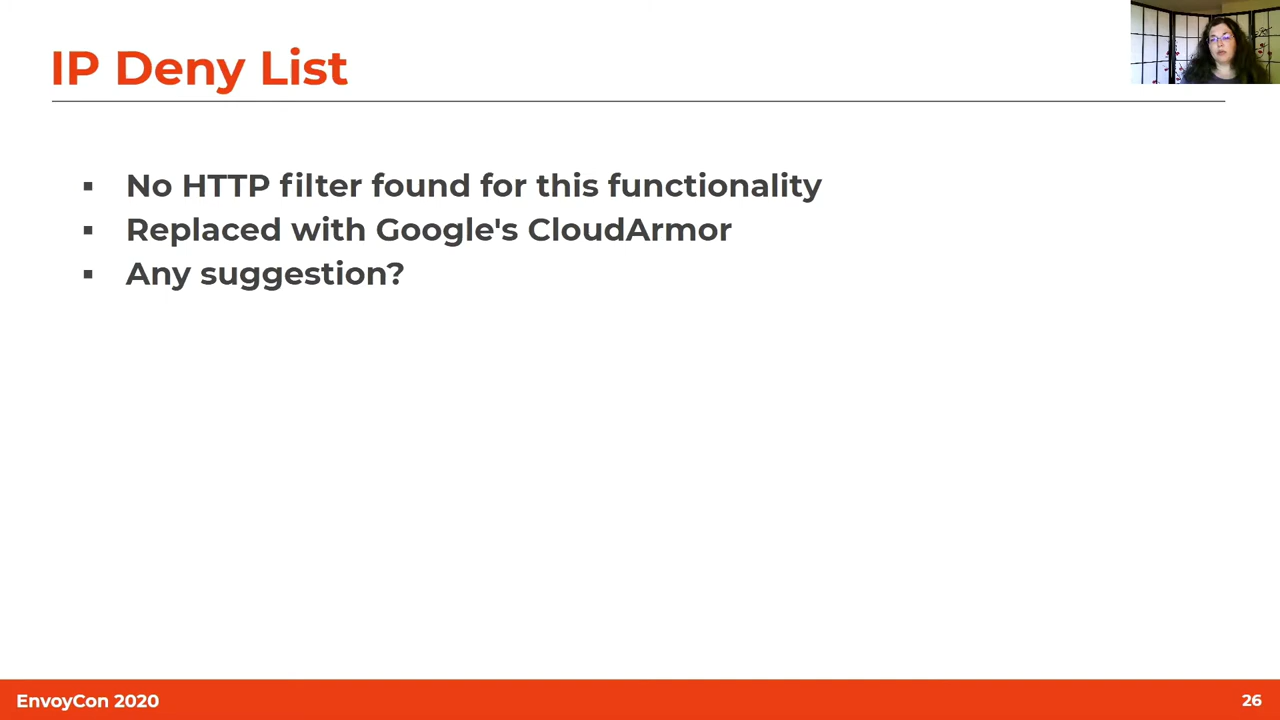 IP Deny List
▪ No HTTP filter found for this functionality
▪ Replaced with Google's CloudArmor
▪ Any suggestion?
EnvoyCon 2020
26